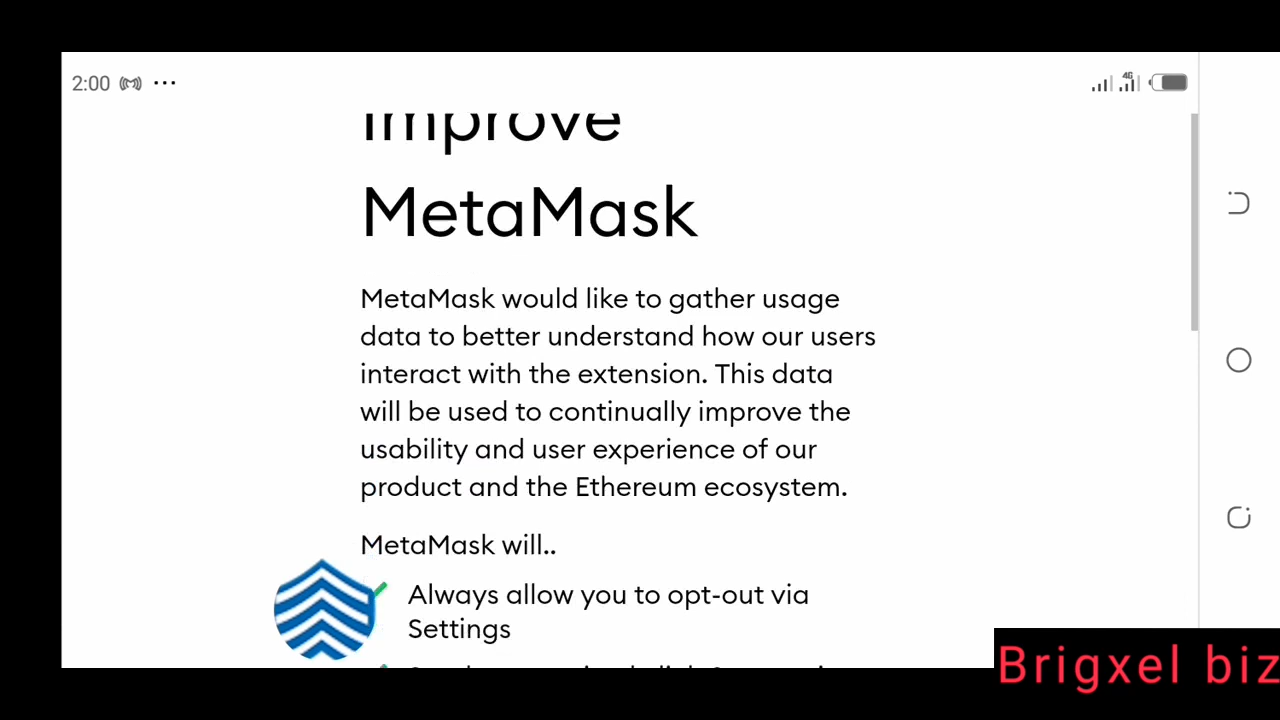 2:00
4G
Improve
MetaMask
MetaMask would like to gather usage
data to better understand how our users
interact with the extension. This data
will be used to continually improve the
usability and user experience of our
product and the Ethereum ecosystem.
MetaMask will..
Always allow you to opt-out via
Settings
Brigxel biz